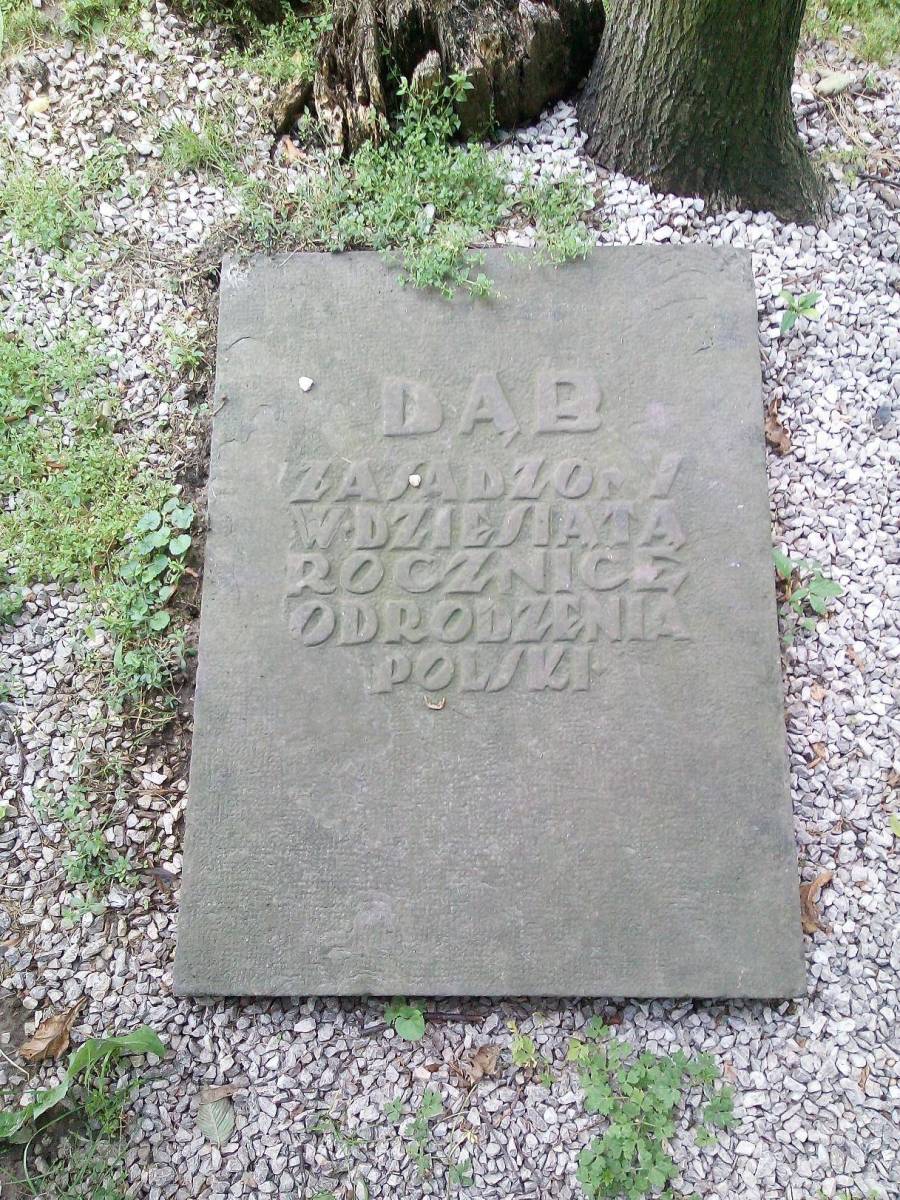 DĄB
ZASADZONY
W·DZIESIĄTĄ
ROCZNICĘ
ODRODZENIA
POLSKI